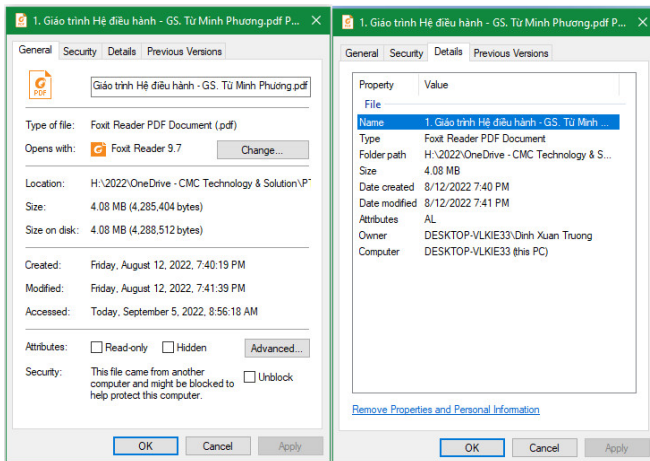 1. Giáo trình Hệ điều hành - GS. Từ Minh Phương.pdf P...
General Security Details Previous Versions
PDF
Giáo trình Hệ điều hành - GS. Từ Minh Phương.pdf
Type of file: Foxit Reader PDF Document (.pdf)
Opens with: Foxit Reader 9.7 Change...
Location: H:\2022\OneDrive - CMC Technology & Solution\PT
Size: 4.08 MB (4,285,404 bytes)
Size on disk: 4.08 MB (4,288,512 bytes)
Created: Friday, August 12, 2022, 7:40:19 PM
Modified: Friday, August 12, 2022, 7:41:39 PM
Accessed: Today, September 5, 2022, 8:56:18 AM
Attributes: Read-only Hidden Advanced...
Security: This file came from another
computer and might be blocked to
help protect this computer.
Unblock
OK Cancel Apply
1. Giáo trình Hệ điều hành - GS. Từ Minh Phương.pdf P...
General Security Details Previous Versions
Property Value
File
Name 1. Giáo trình Hệ điều hành - GS. Từ Minh ...
Type Foxit Reader PDF Document
Folder path H:\2022\OneDrive - CMC Technology & S...
Size 4.08 MB
Date created 8/12/2022 7:40 PM
Date modified 8/12/2022 7:41 PM
Attributes AL
Owner DESKTOP-VLKIE33\Dinh Xuan Truong
Computer DESKTOP-VLKIE33 (this PC)
Remove Properties and Personal Information
OK Cancel Apply